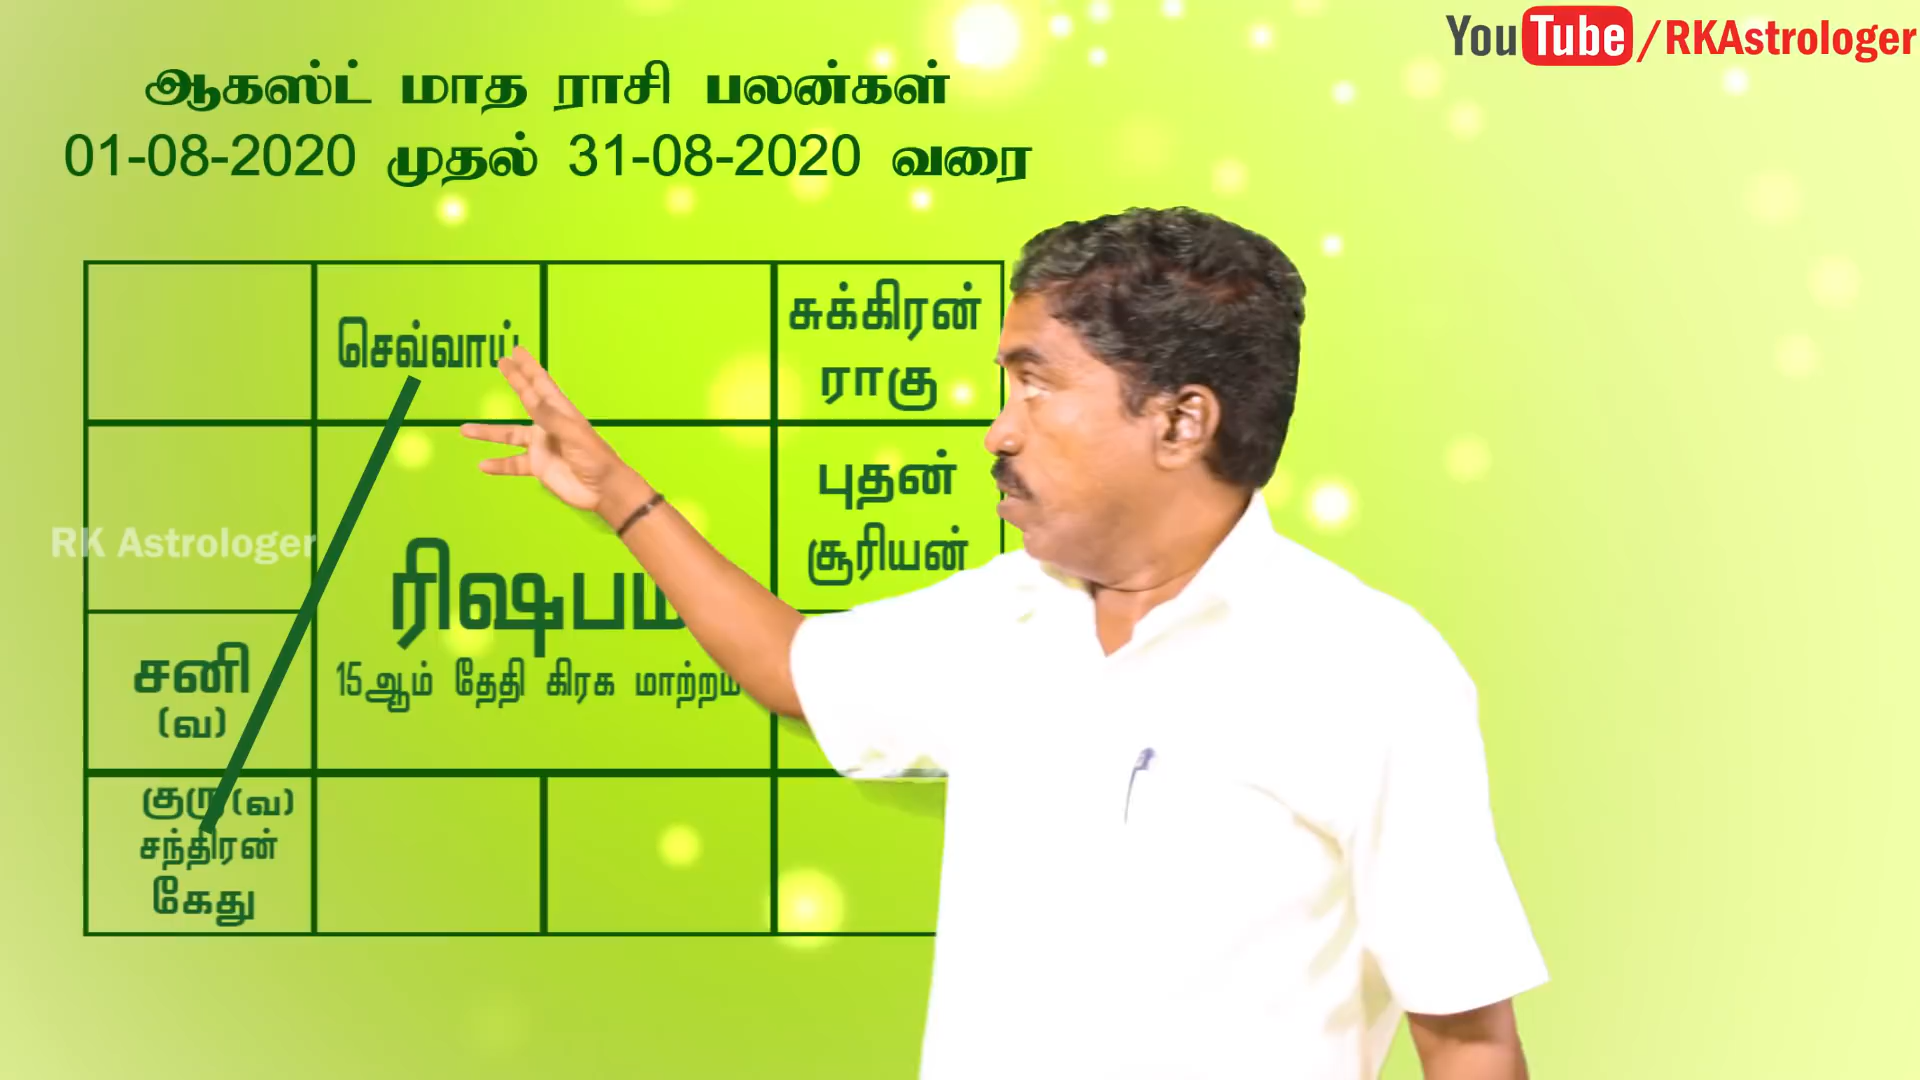 YouTube/RKAstrologer
ஆகஸ்ட் மாத ராசி பலன்கள்
01-08-2020 முதல் 31-08-2020 வரை
செவ்வாய்
சுக்கிரன்
ராகு
புதன்
சூரியன்
RK Astrologer
ரிஷபம்
15ஆம் தேதி கிரக மாற்றம்
சனி
(வ)
குரு(வ)
சந்திரன்
கேது